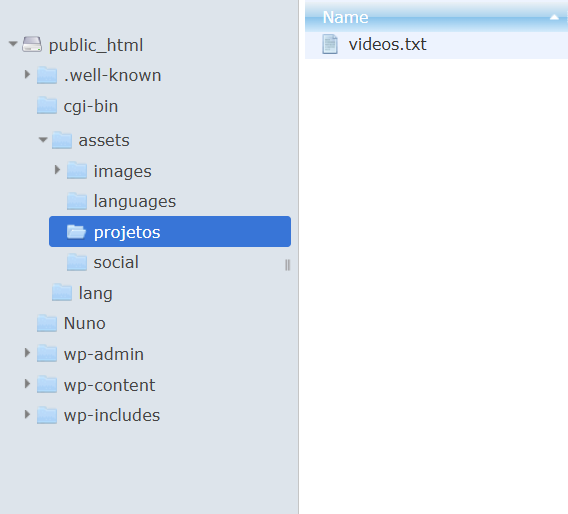 public_html
.well-known
cgi-bin
assets
images
languages
projetos
social
lang
Nuno
wp-admin
wp-content
wp-includes
Name
videos.txt